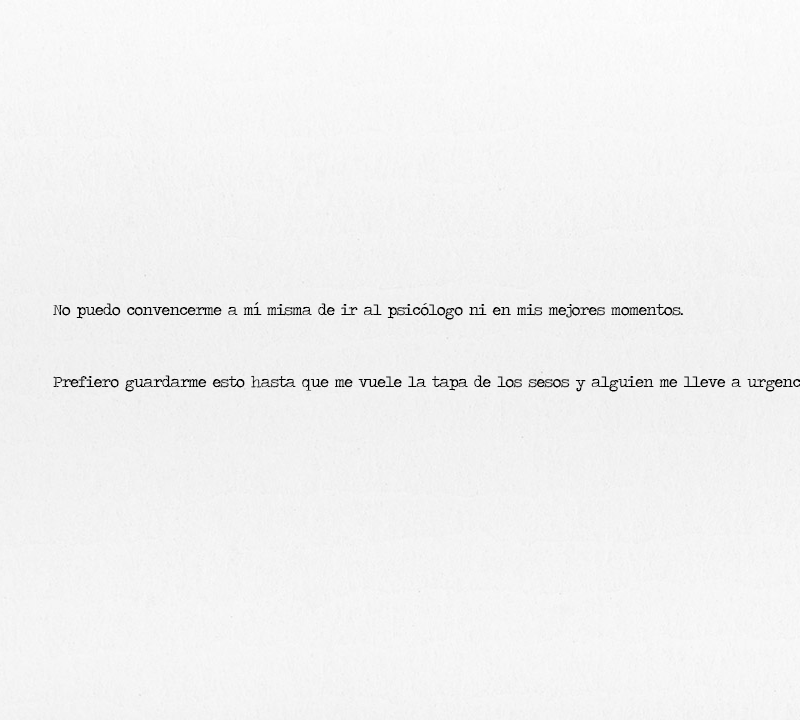 No puedo convencerme a mí misma de ir al psicólogo ni en mis mejores momentos.
Prefiero guardarme esto hasta que me vuele la tapa de los sesos y alguien me lleve a urgenc